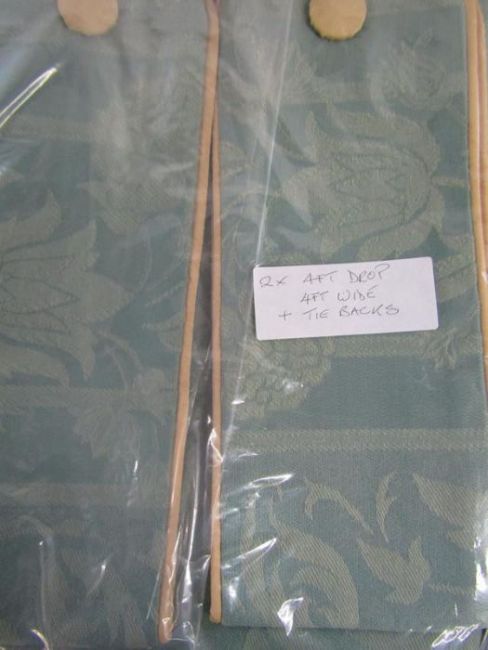 2x 4FT DROP
4FT WIDE
+ TIE BACKS